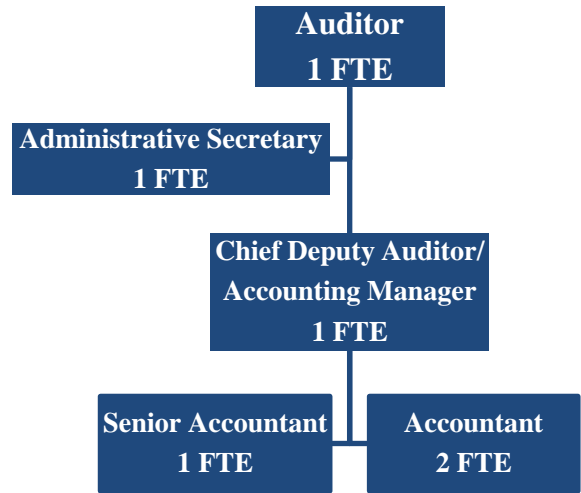 Auditor
1 FTE
Administrative Secretary
1 FTE
Chief Deputy Auditor/
Accounting Manager
1 FTE
Senior Accountant
1 FTE
Accountant
2 FTE